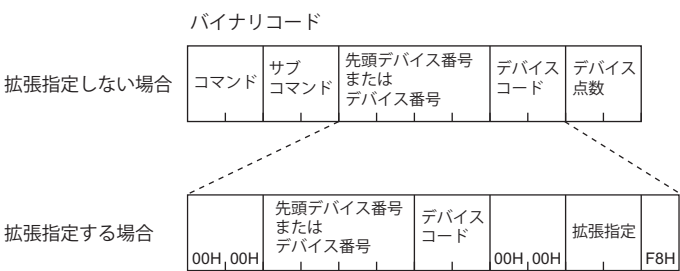 バイナリコード
拡張指定しない場合
コマンド
サブ
コマンド
先頭デバイス番号
または
デバイス番号
デバイス
コード
デバイス
点数
拡張指定する場合
00H 00H
先頭デバイス番号
または
デバイス番号
デバイス
コード
00H 00H
拡張指定
F8H